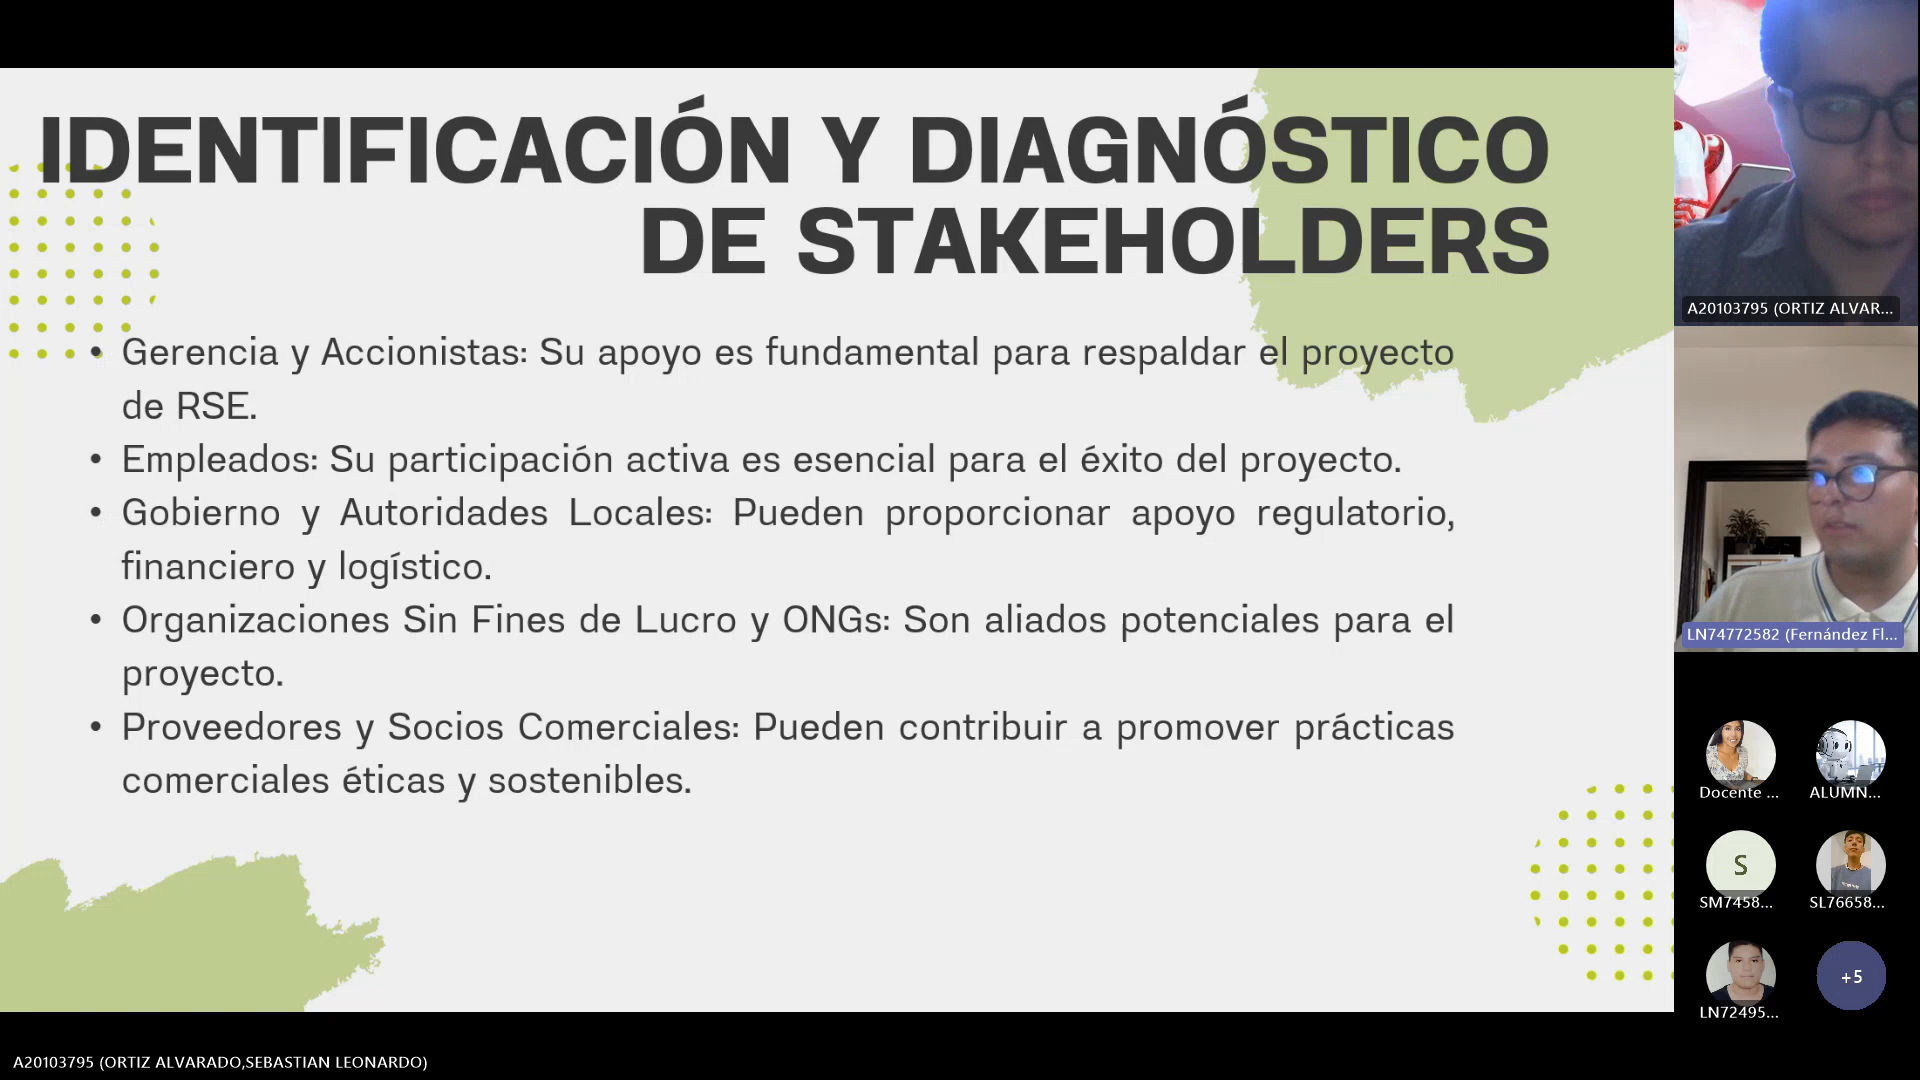 IDENTIFICACIÓN Y DIAGNÓSTICO
DE STAKEHOLDERS
• Gerencia y Accionistas: Su apoyo es fundamental para respaldar el proyecto
de RSE.
• Empleados: Su participación activa es esencial para el éxito del proyecto.
• Gobierno y Autoridades Locales: Pueden proporcionar apoyo regulatorio,
financiero y logístico.
• Organizaciones Sin Fines de Lucro y ONGs: Son aliados potenciales para el
proyecto.
• Proveedores y Socios Comerciales: Pueden contribuir a promover prácticas
comerciales éticas y sostenibles.
A20103795 (ORTIZ ALVAR...
LN74772582 (Fernández Fl...
Docente ...
ALUMN...
S
SM7458...
SL76658...
LN72495...
+5
A20103795 (ORTIZ ALVARADO,SEBASTIAN LEONARDO)